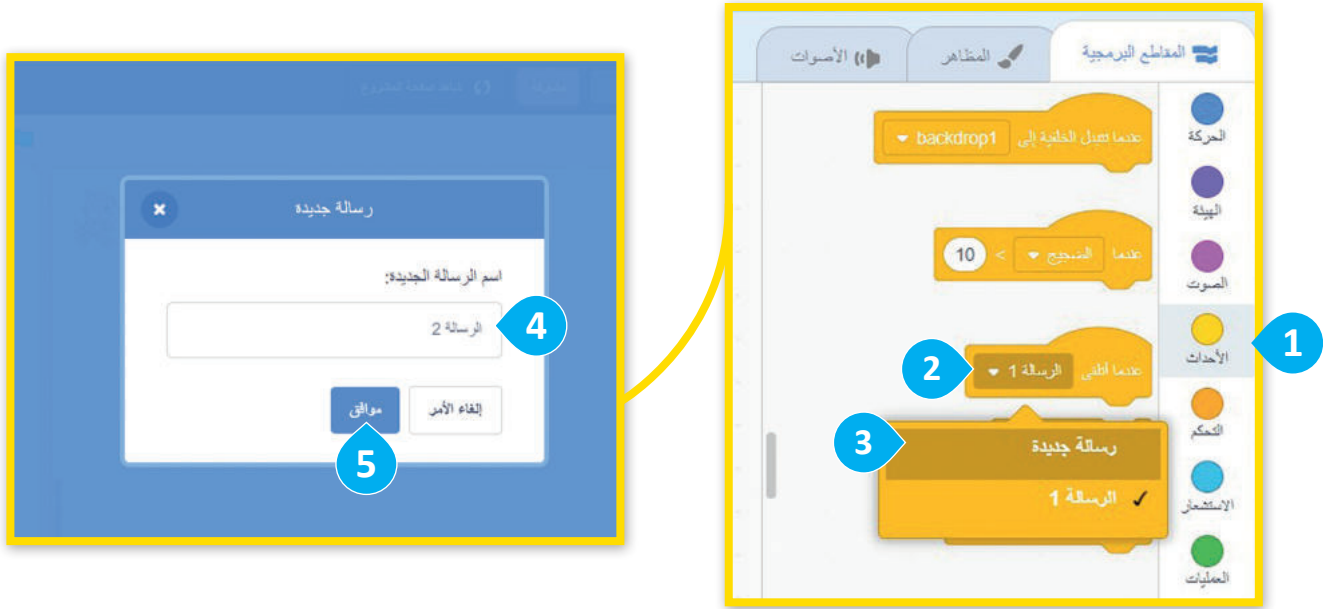 المقاطع البرمجية
المظاهر
الأصوات
الحركة
الهيئة
الصوت
الأحداث
التحكم
الاستشعار
العمليات
عندما تتبدل الخلفية إلى backdrop1
عندما الضجيج > 10
عندما أتلقى الرسالة 1
رسالة جديدة
✓ الرسالة 1
1
2
3
رسالة جديدة
اسم الرسالة الجديدة:
الرسالة 2
إلغاء الأمر
موافق
4
5